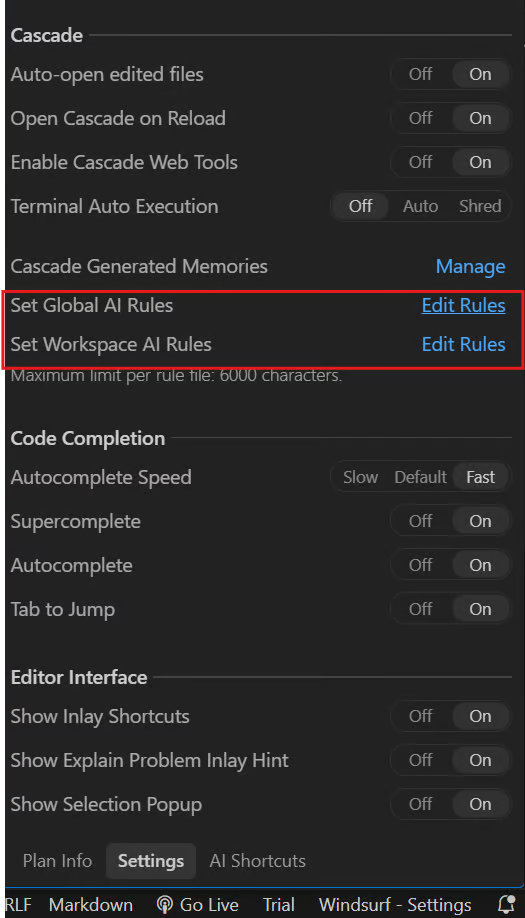 Cascade
Auto-open edited files Off On
Open Cascade on Reload Off On
Enable Cascade Web Tools Off On
Terminal Auto Execution Off Auto Shred
Cascade Generated Memories Manage
Set Global AI Rules Edit Rules
Set Workspace AI Rules Edit Rules
Maximum limit per rule file: 6000 characters.
Code Completion
Autocomplete Speed Slow Default Fast
Supercomplete Off On
Autocomplete Off On
Tab to Jump Off On
Editor Interface
Show Inlay Shortcuts Off On
Show Explain Problem Inlay Hint Off On
Show Selection Popup Off On
Plan Info Settings AI Shortcuts
RLF Markdown Go Live Trial Windsurf - Settings